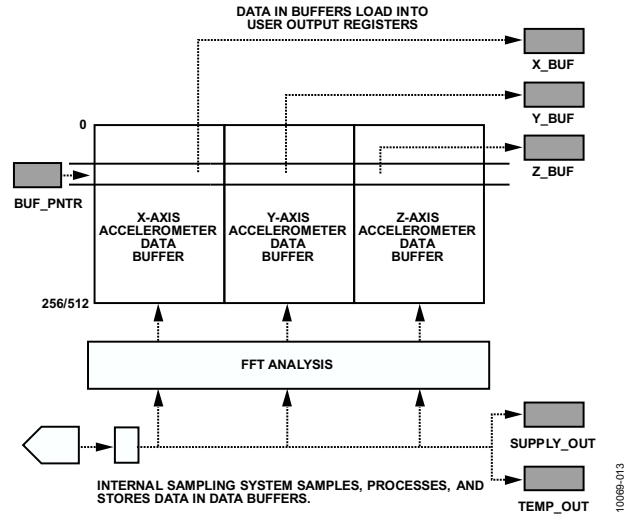 DATA IN BUFFERS LOAD INTO
USER OUTPUT REGISTERS
X_BUF
Y_BUF
0
Z_BUF
BUF_PNTR
X-AXIS
ACCELEROMETER
DATA
BUFFER
Y-AXIS
ACCELEROMETER
DATA
BUFFER
Z-AXIS
ACCELEROMETER
DATA
BUFFER
256/512
FFT ANALYSIS
SUPPLY_OUT
INTERNAL SAMPLING SYSTEM SAMPLES, PROCESSES, AND
STORES DATA IN DATA BUFFERS.
TEMP_OUT
10069-013